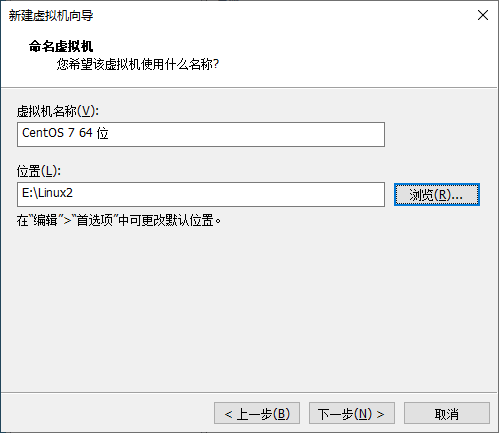 新建虚拟机向导
命名虚拟机
您希望该虚拟机使用什么名称?
虚拟机名称(V):
CentOS 7 64 位
位置(L):
E:\Linux2
浏览(R)...
在“编辑”>“首选项”中可更改默认位置。
< 上一步(B)
下一步(N) >
取消